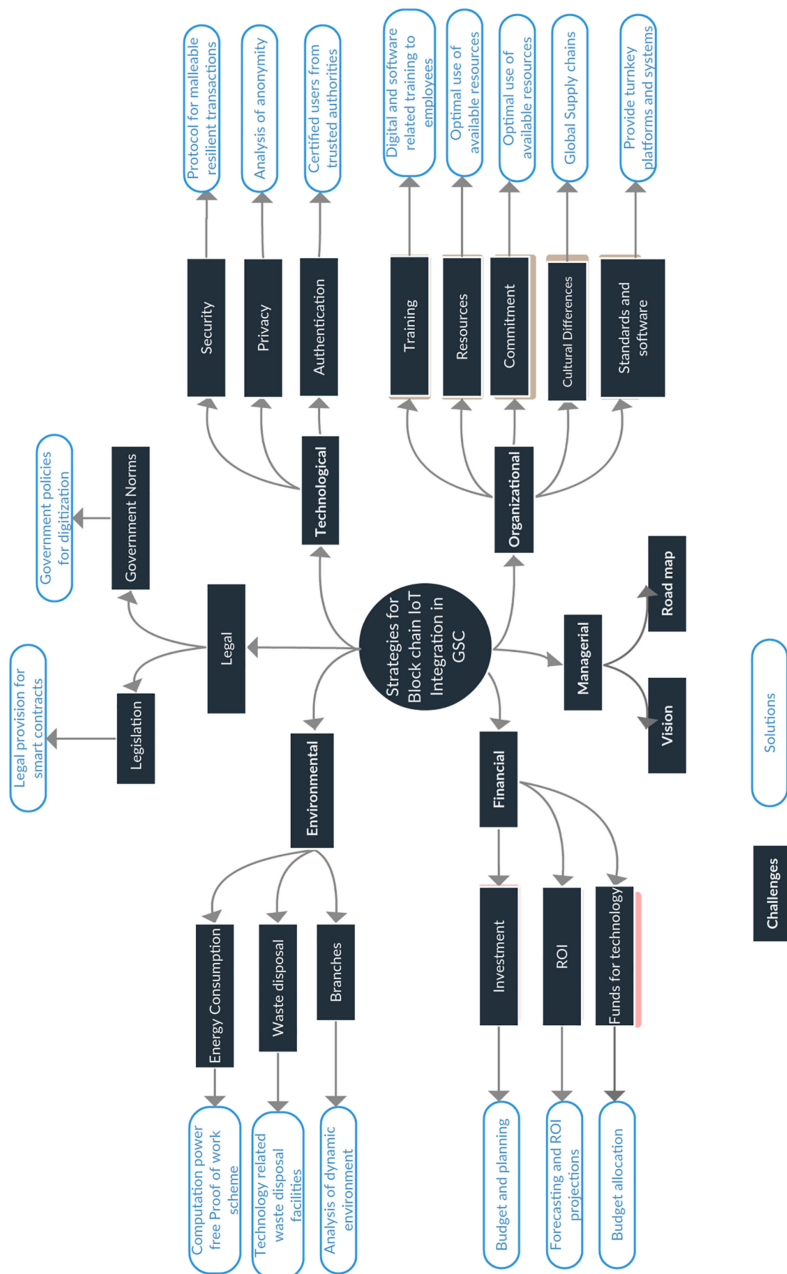 Legal provision for
smart contracts
Government policies
for digitization
Legislation
Government Norms
Legal
Computation power
free Proof of work
scheme
Energy Consumption
Technology related
waste disposal
facilities
Waste disposal
Analysis of dynamic
environment
Branches
Environmental
Technological
Security
Protocol for malleable
resilient transactions
Privacy
Analysis of anonymity
Authentication
Certified users from
trusted authorities
Strategies for
Block chain IoT
Integration in
GSC
Budget and planning
Investment
Forecasting and ROI
projections
ROI
Budget allocation
Funds for technology
Financial
Managerial
Vision
Road map
Organizational
Training
Digital and software
related training to
employees
Resources
Optimal use of
available resources
Commitment
Optimal use of
available resources
Cultural Differences
Global Supply chains
Standards and
software
Provide turnkey
platforms and systems
Challenges
Solutions